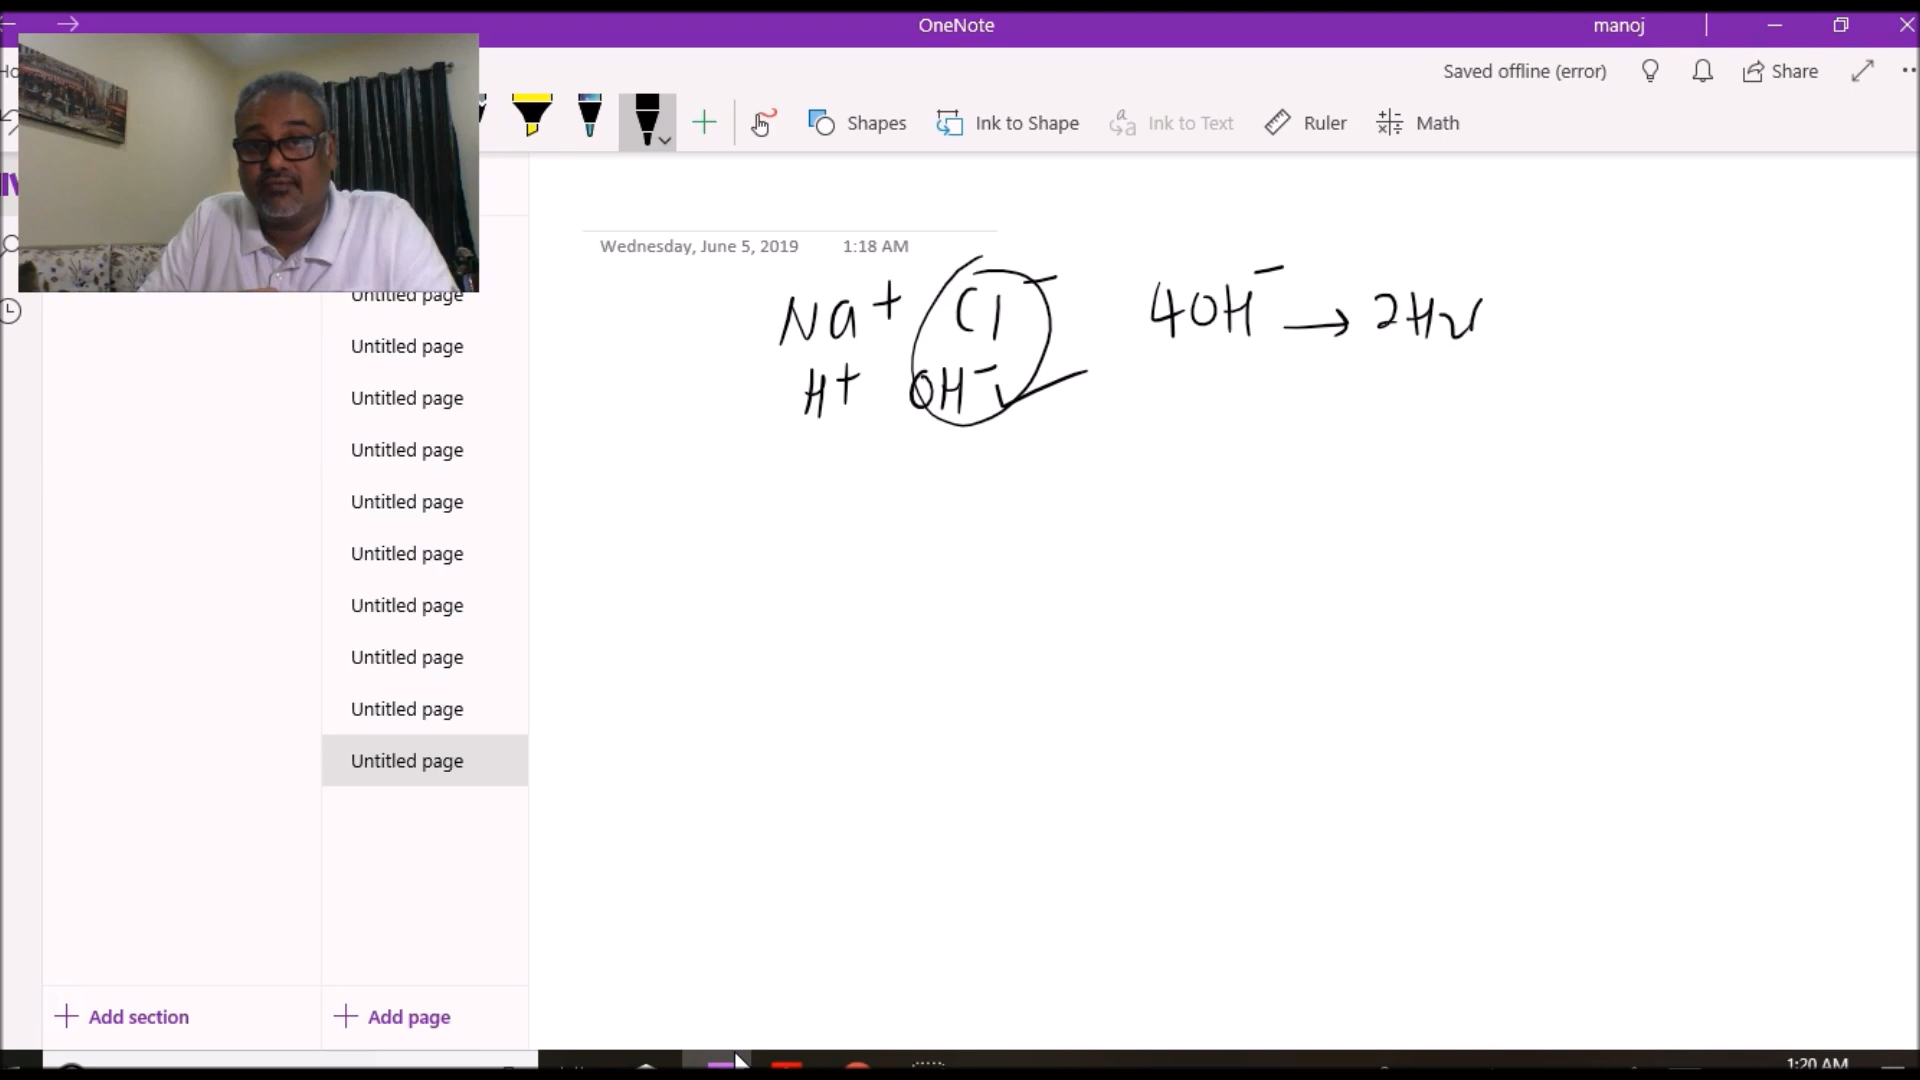 OneNote
manoj
Saved offline (error)
Share
Shapes
Ink to Shape
Ink to Text
Ruler
Math
Wednesday, June 5, 2019 1:18 AM
Na+ Cl-
H+ OH-
4OH- → 2H2
Untitled page
Untitled page
Untitled page
Untitled page
Untitled page
Untitled page
Untitled page
Untitled page
Untitled page
Untitled page
Add section
Add page
1:20 AM